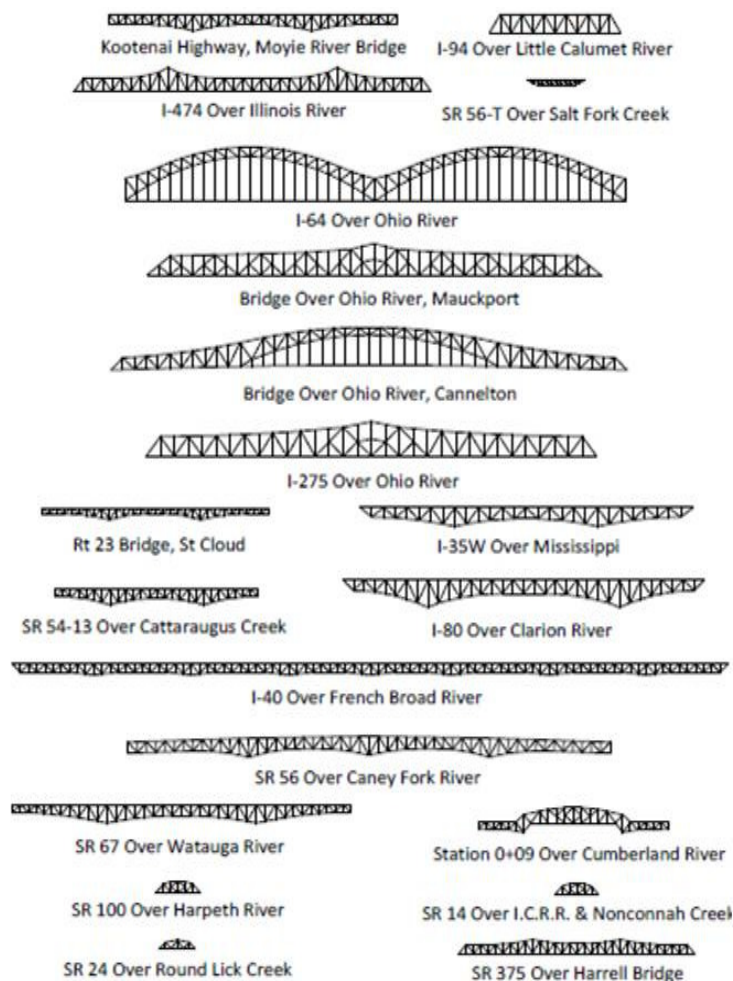 Kootenai Highway, Moyie River Bridge
I-94 Over Little Calumet River
I-474 Over Illinois River
SR 56-T Over Salt Fork Creek
I-64 Over Ohio River
Bridge Over Ohio River, Mauckport
Bridge Over Ohio River, Cannelton
I-275 Over Ohio River
Rt 23 Bridge, St Cloud
I-35W Over Mississippi
SR 54-13 Over Cattaraugus Creek
I-80 Over Clarion River
I-40 Over French Broad River
SR 56 Over Caney Fork River
SR 67 Over Watauga River
Station 0+09 Over Cumberland River
SR 100 Over Harpeth River
SR 14 Over I.C.R.R. & Nonconnah Creek
SR 24 Over Round Lick Creek
SR 375 Over Harrell Bridge